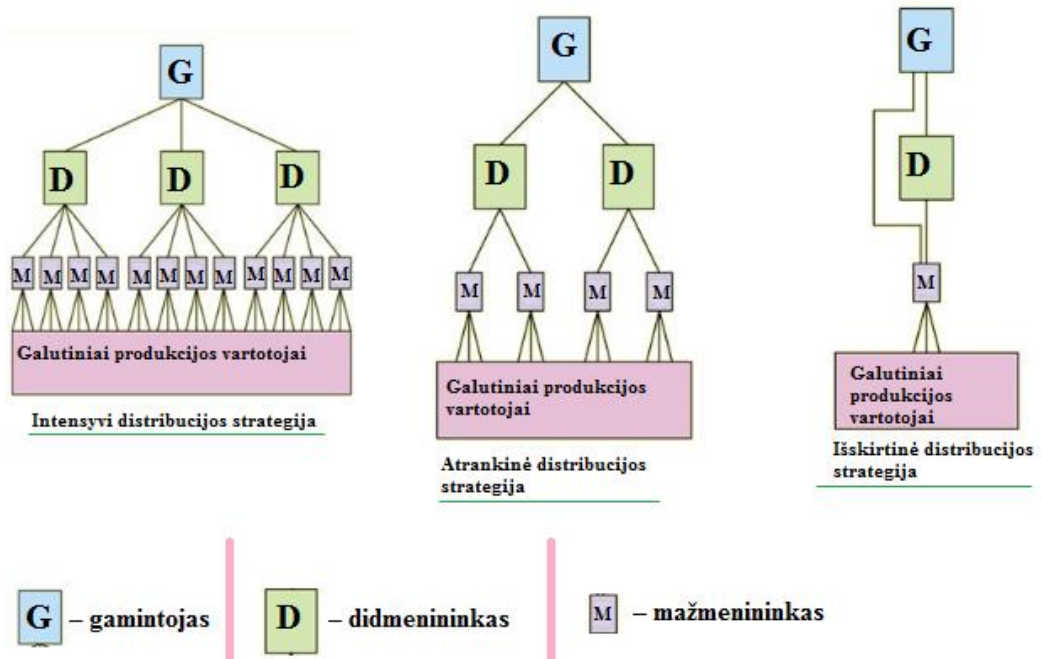 G
D D D
M M M M M M M M M M M M
Galutiniai produkcijos vartotojai
Intensyvi distribucijos strategija
G
D D
M M M M
Galutiniai produkcijos
vartotojai
Atrankinė distribucijos
strategija
G
D
M
Galutiniai
produkcijos
vartotojai
Išskirtinė distribucijos
strategija
G – gamintojas
D – didmenininkas
M – mažmenininkas